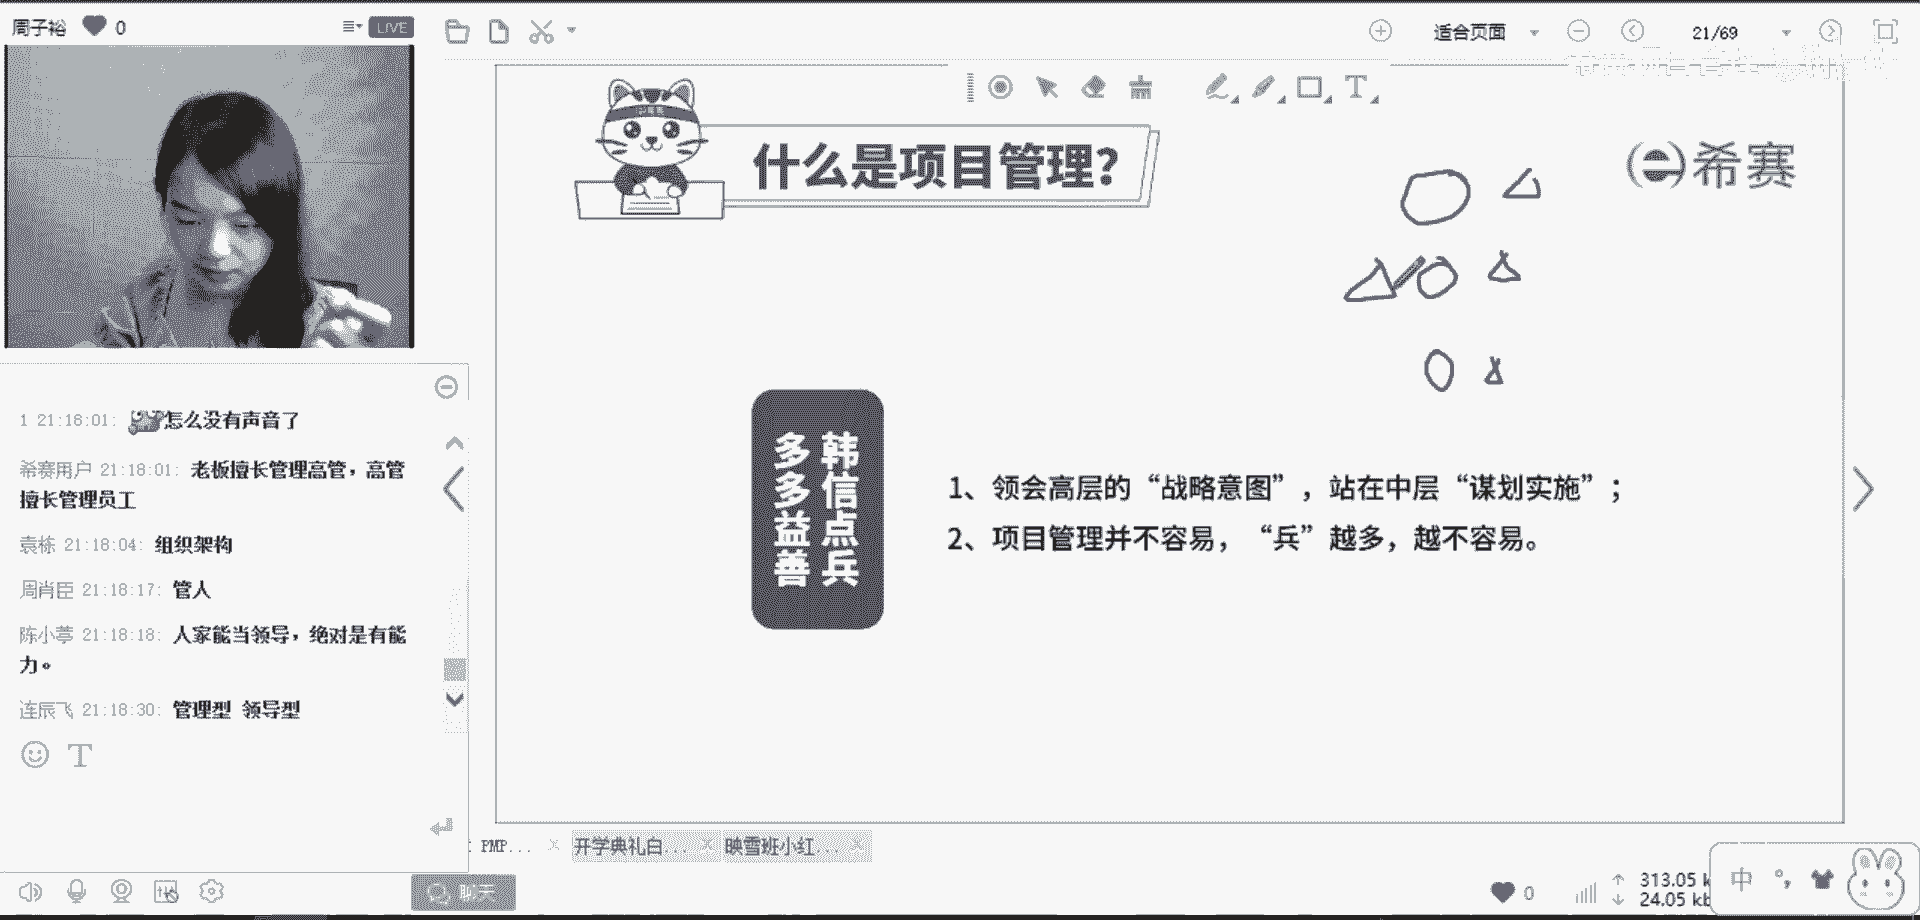 周子裕 0 LIVE
适合页面 21/69
什么是项目管理?
希赛
韩信点兵
多多益善
1、领会高层的“战略意图”，站在中层“谋划实施”；
2、项目管理并不容易，“兵”越多，越不容易。
1 21:18:01: 怎么没有声音了
希赛用户 21:18:01: 老板擅长管理高管，高管
擅长管理员工
袁栋 21:18:04: 组织架构
周肖臣 21:18:17: 管人
陈小葶 21:18:18: 人家能当领导，绝对是有能
力。
连辰飞 21:18:30: 管理型 领导型
PMP... 开学典礼白... 映雪班小红...
聊天
0
313.05 k
24.05 kb
中